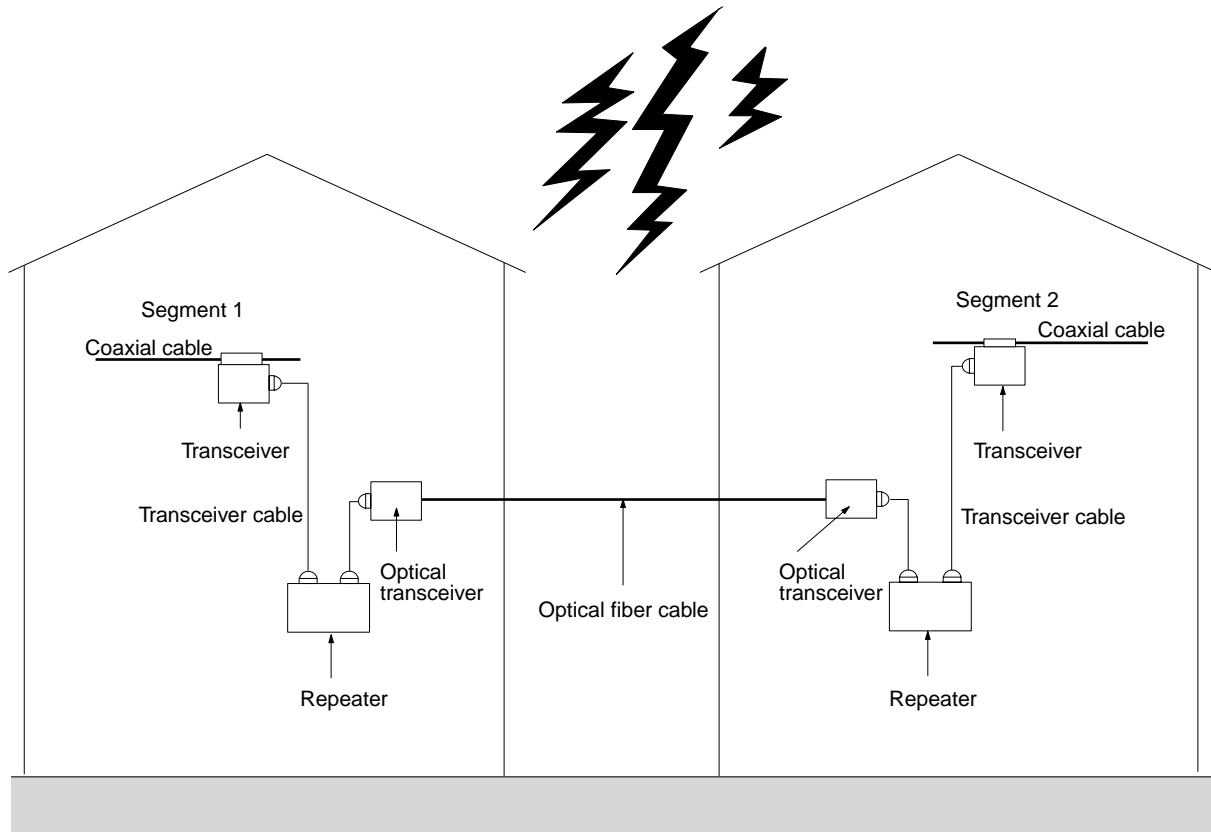 Segment 1
Coaxial cable
Transceiver
Transceiver cable
Optical
transceiver
Repeater
Optical fiber cable
Segment 2
Coaxial cable
Transceiver
Transceiver cable
Optical
transceiver
Repeater